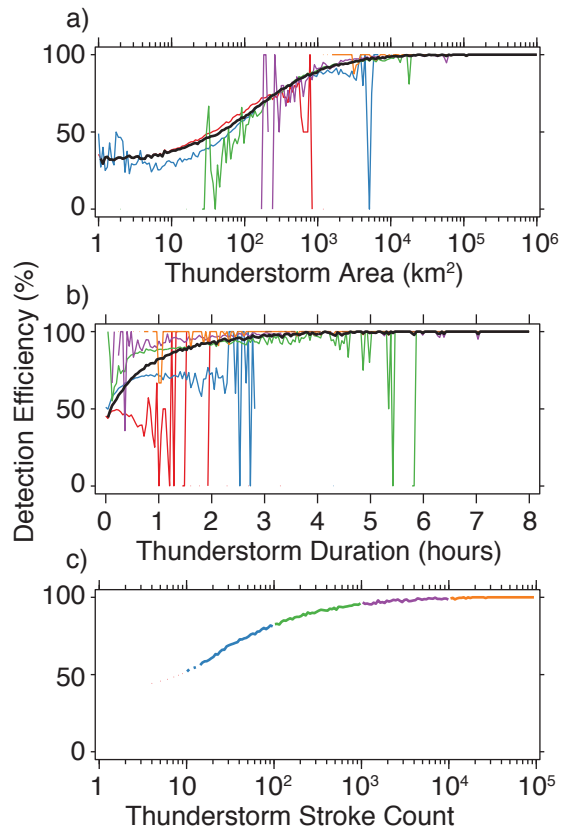 a)
100
50
0
1 10 10² 10³ 10⁴ 10⁵ 10⁶
Thunderstorm Area (km²)
Detection Efficiency (%)
b)
100
50
0
0 1 2 3 4 5 6 7 8
Thunderstorm Duration (hours)
c)
100
50
0
1 10 10² 10³ 10⁴ 10⁵
Thunderstorm Stroke Count